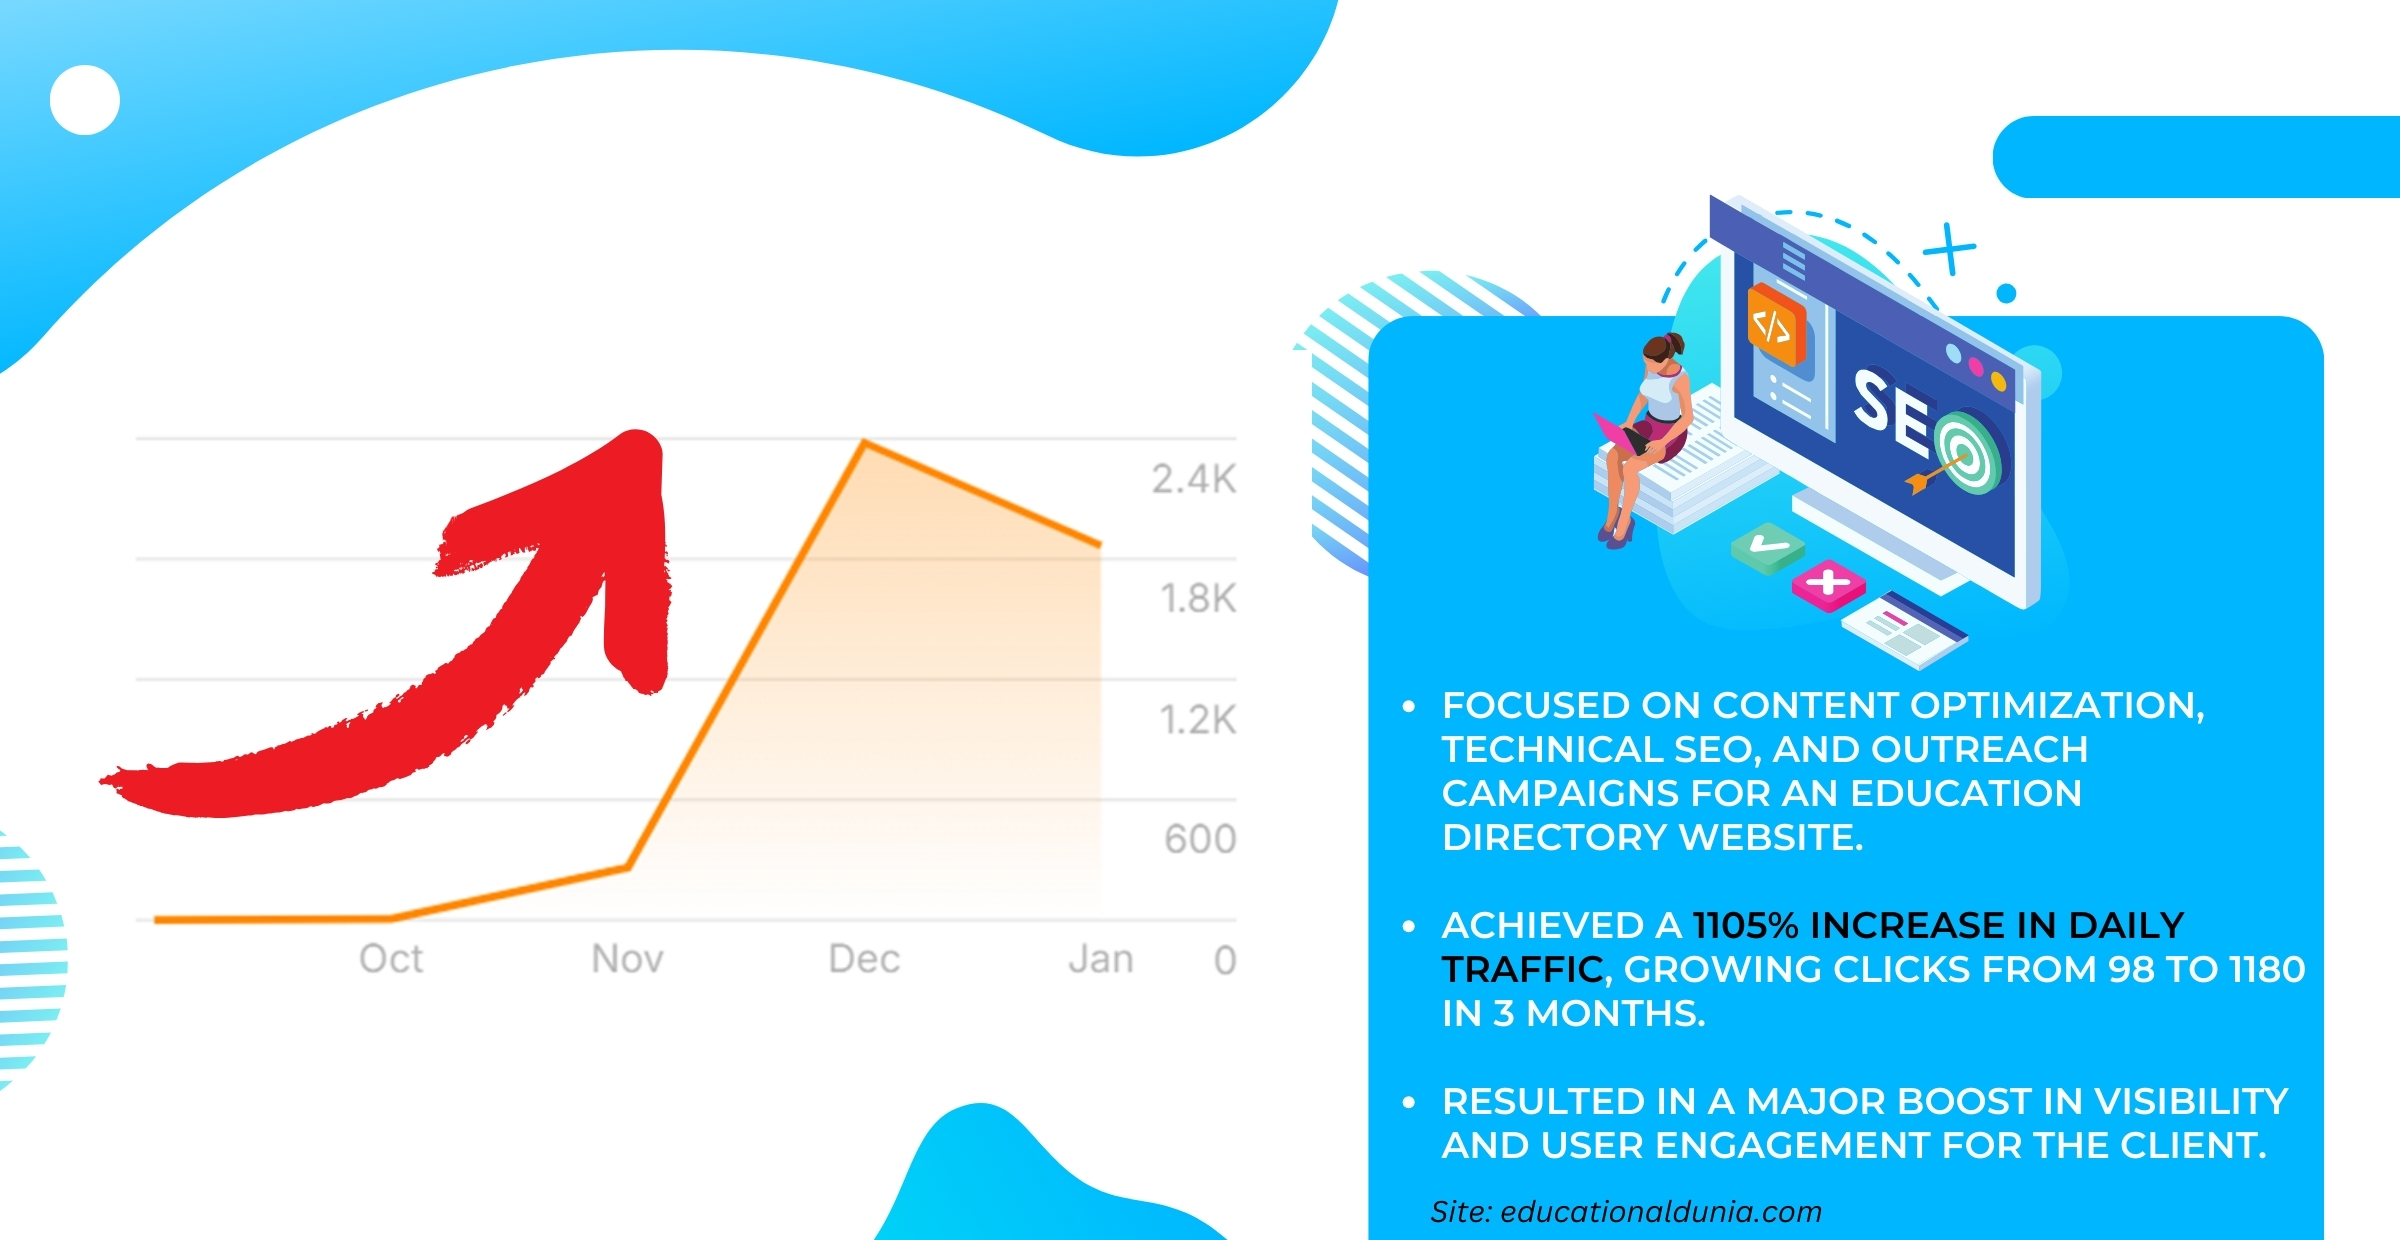 2.4K
1.8K
1.2K
600
Oct Nov Dec Jan 0
</>
SEO
• FOCUSED ON CONTENT OPTIMIZATION,
TECHNICAL SEO, AND OUTREACH
CAMPAIGNS FOR AN EDUCATION
DIRECTORY WEBSITE.
• ACHIEVED A 1105% INCREASE IN DAILY
TRAFFIC, GROWING CLICKS FROM 98 TO 1180
IN 3 MONTHS.
• RESULTED IN A MAJOR BOOST IN VISIBILITY
AND USER ENGAGEMENT FOR THE CLIENT.
Site: educationaldunia.com